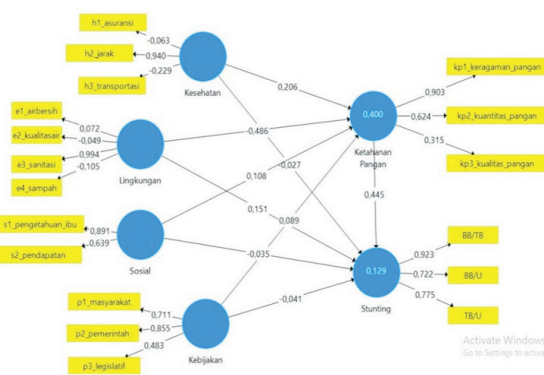 h1_asuransi
-0,063
h2_jarak
0,940
-0,229
h3_transportasi
Kesehatan
0,206
kp1_keragaman_pangan
0,903
0,400
0,624
kp2_kuantitas_pangan
0,315
kp3_kualitas_pangan
Ketahanan
Pangan
e1_airbersih
0,072
e2_kualitasair
-0,049
0,994
e3_sanitasi
-0,105
e4_sampah
Lingkungan
-0,486
-0,027
0,108
0,151
0,089
0,445
s1_pengetahuan_ibu
0,891
0,639
s2_pendapatan
Sosial
-0,035
-0,041
0,129
Stunting
0,923
BB/TB
0,722
BB/U
0,775
TB/U
p1_masyarakat
0,711
p2_pemerintah
0,855
0,483
p3_legislatif
Kebijakan
Activate Windows
Go to Settings to activa